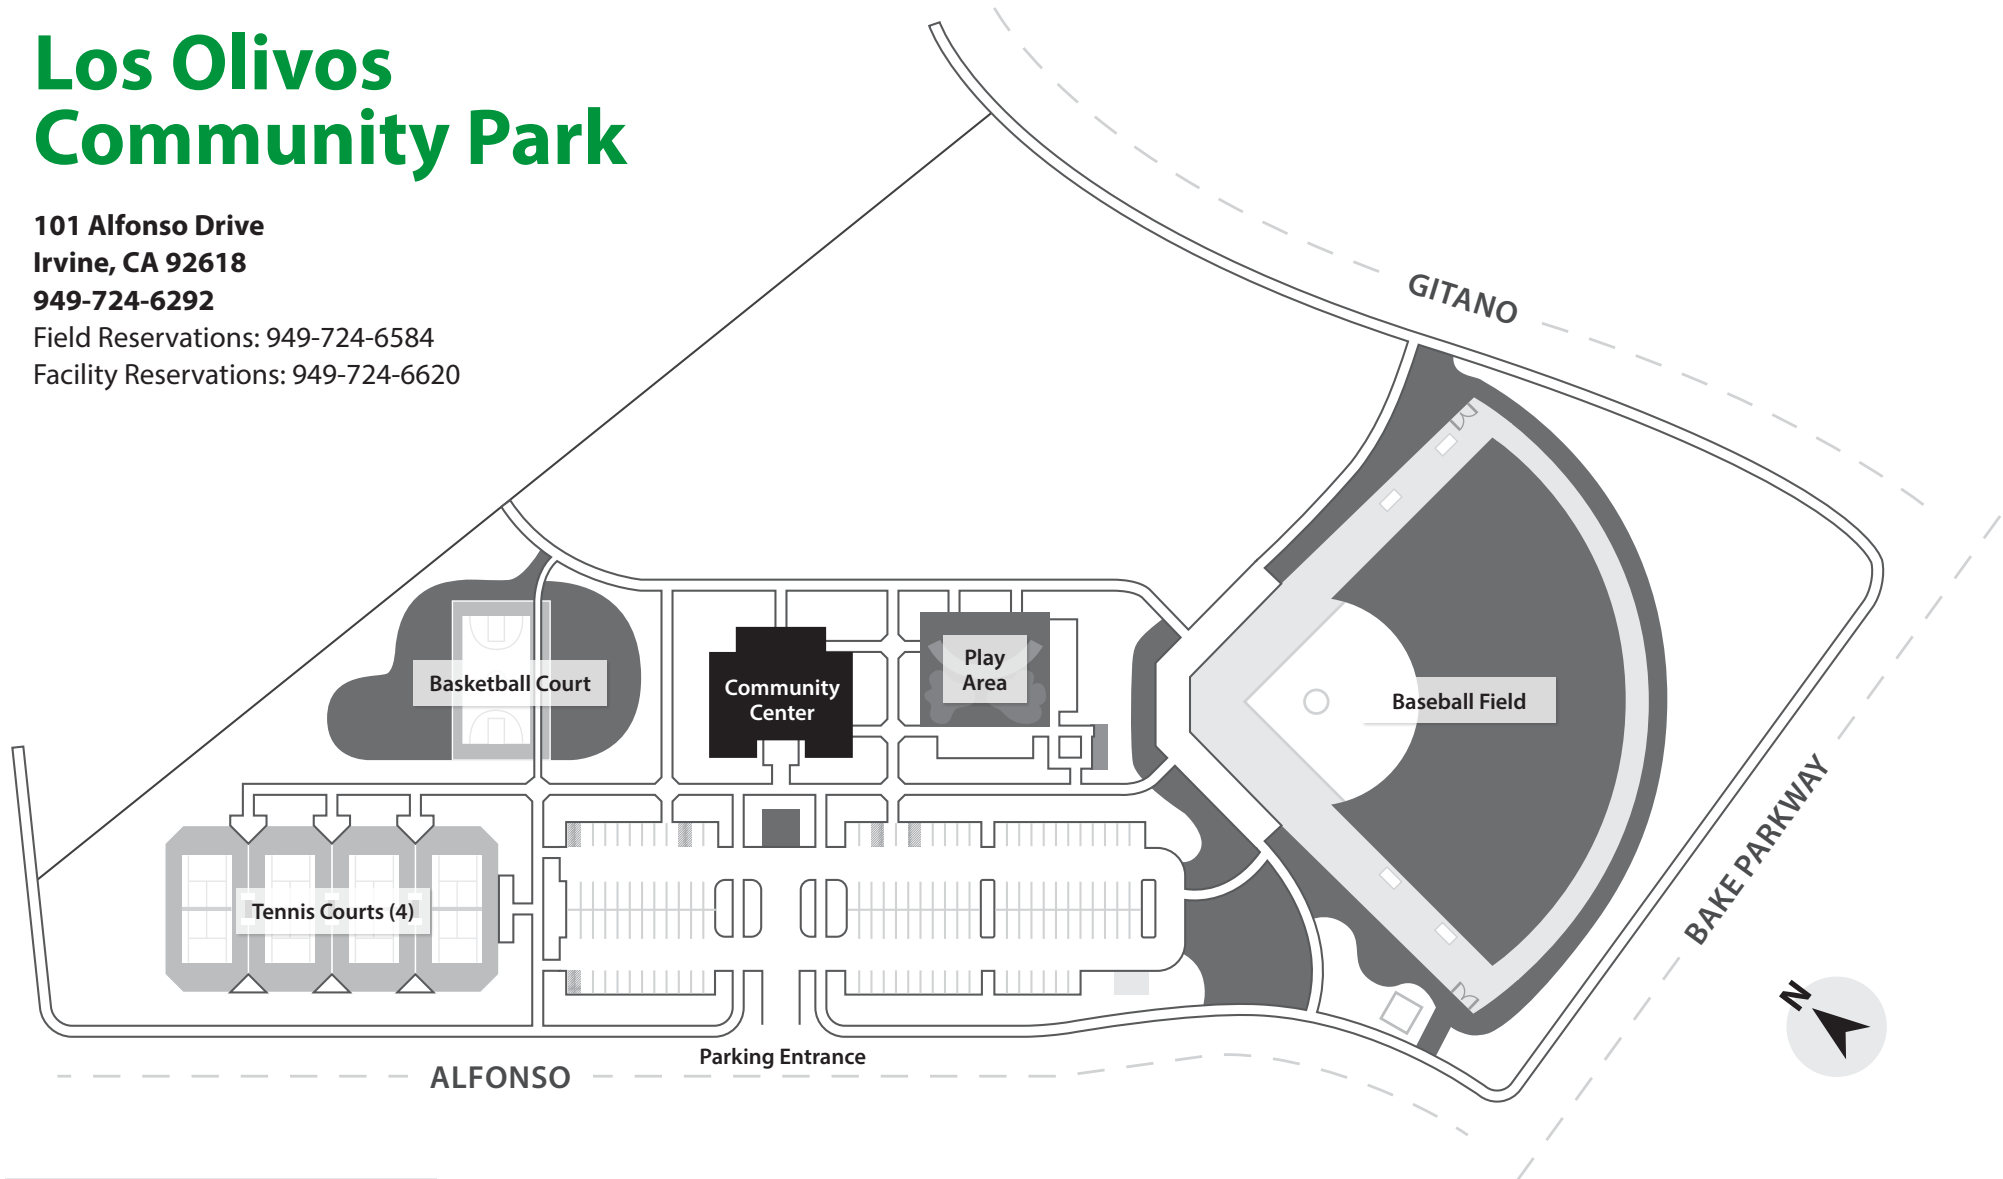 Los Olivos
Community Park
101 Alfonso Drive
Irvine, CA 92618
949-724-6292
Field Reservations: 949-724-6584
Facility Reservations: 949-724-6620
GITANO
Basketball Court
Community
Center
Play
Area
Baseball Field
BAKE PARKWAY
Tennis Courts (4)
N
Parking Entrance
ALFONSO